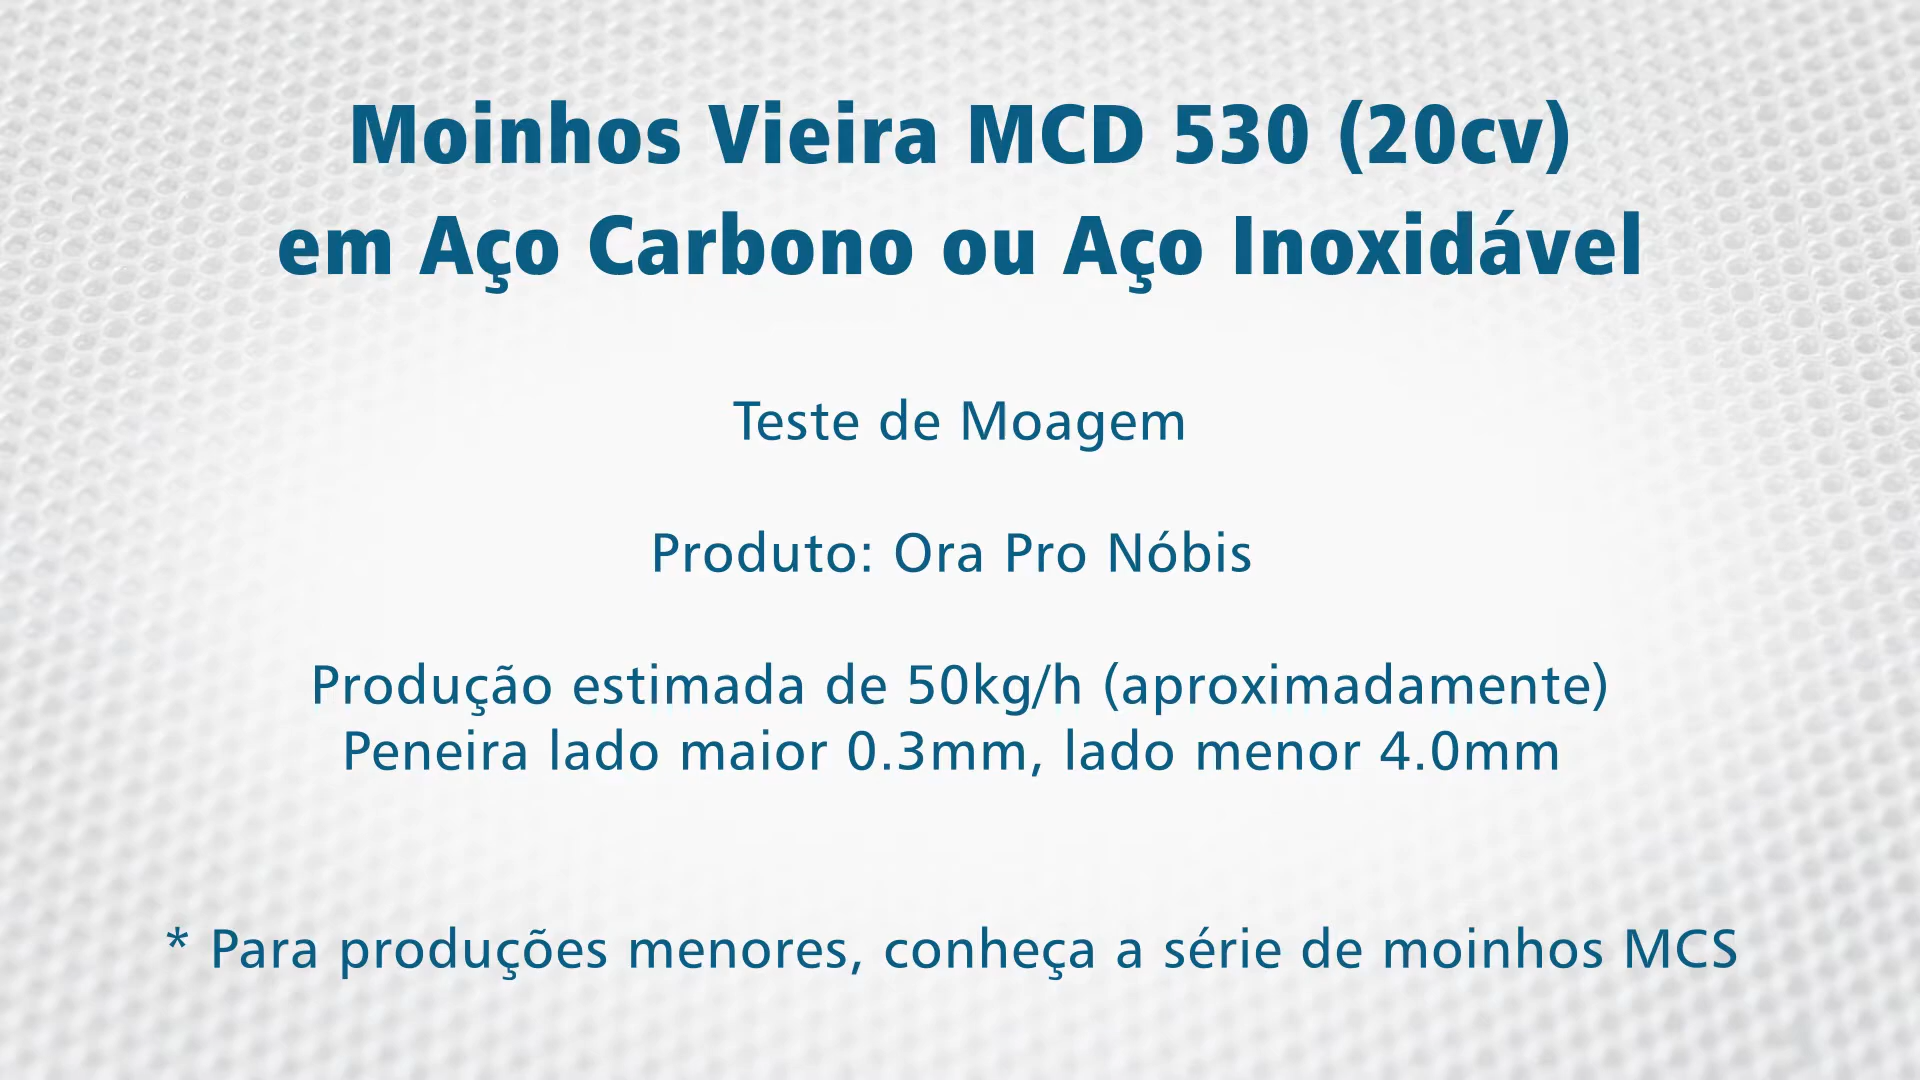 Moinhos Vieira MCD 530 (20cv)
em Aço Carbono ou Aço Inoxidável
Teste de Moagem
Produto: Ora Pro Nóbis
Produção estimada de 50kg/h (aproximadamente)
Peneira lado maior 0.3mm, lado menor 4.0mm
* Para produções menores, conheça a série de moinhos MCS